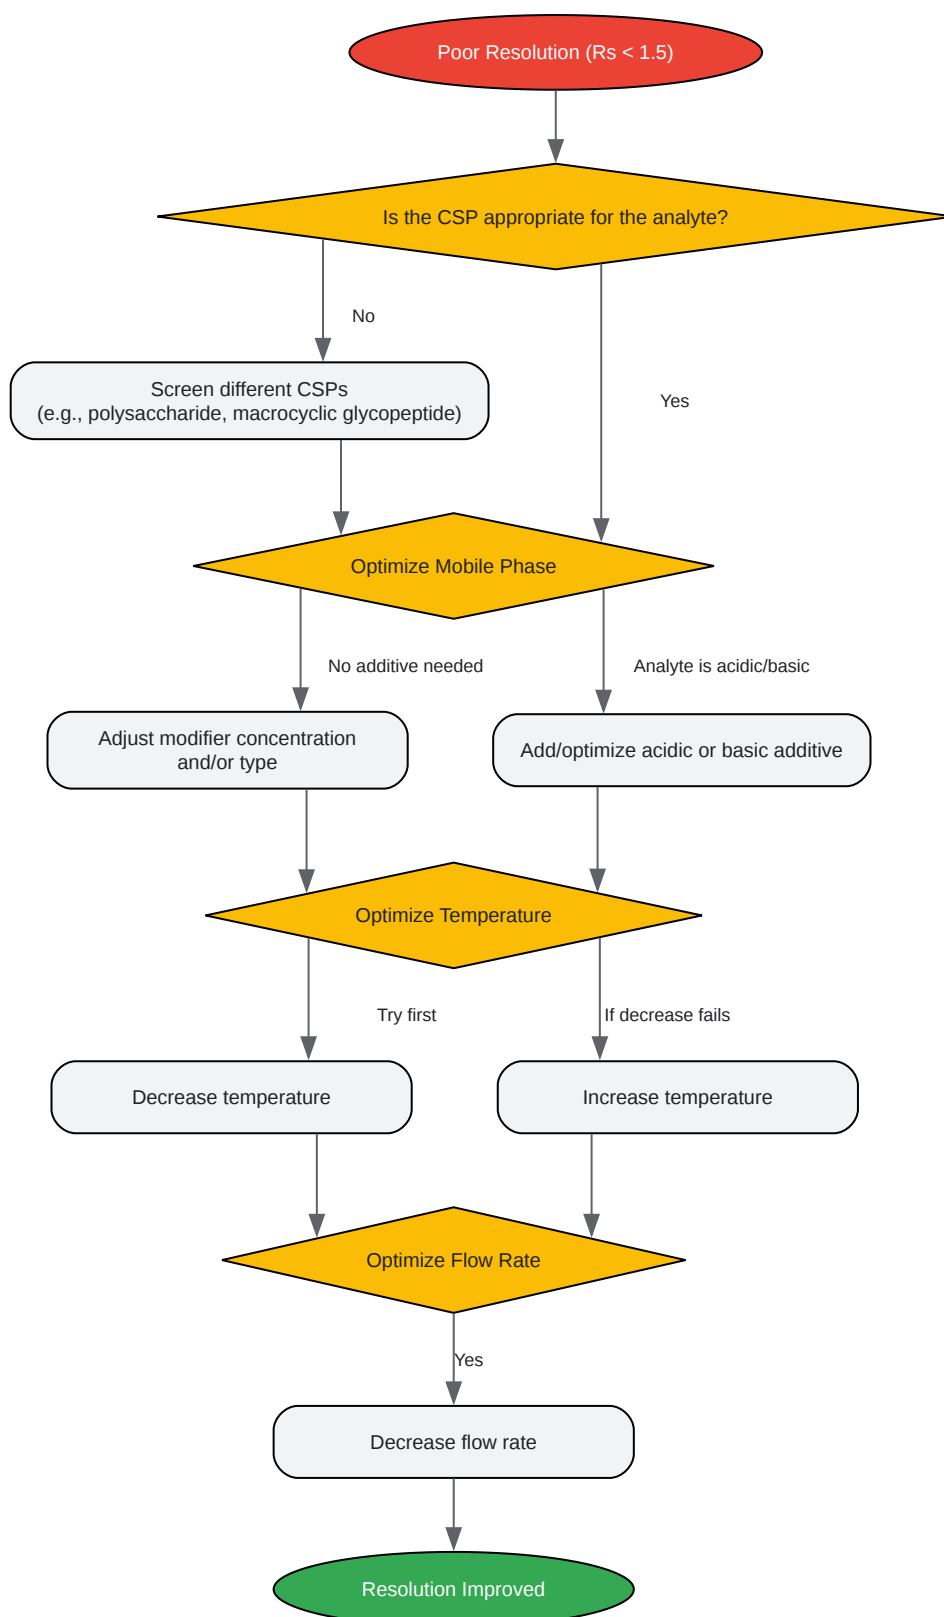 Poor Resolution (Rs < 1.5)
Is the CSP appropriate for the analyte?
No
Screen different CSPs
(e.g., polysaccharide, macrocyclic glycopeptide)
Yes
Optimize Mobile Phase
No additive needed
Analyte is acidic/basic
Adjust modifier concentration
and/or type
Add/optimize acidic or basic additive
Optimize Temperature
Try first
If decrease fails
Decrease temperature
Increase temperature
Optimize Flow Rate
Yes
Decrease flow rate
Resolution Improved